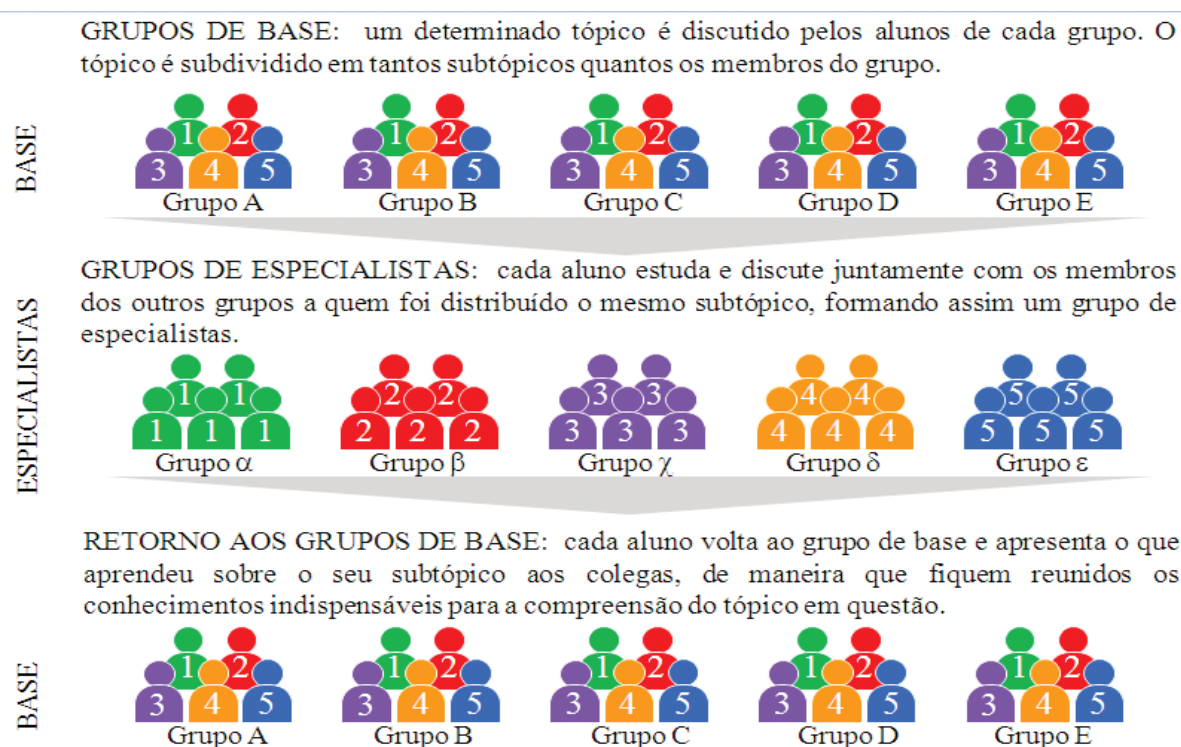 GRUPOS DE BASE: um determinado tópico é discutido pelos alunos de cada grupo. O
tópico é subdividido em tantos subtópicos quantos os membros do grupo.
BASE
1 2 1 2 1 2 1 2 1 2
3 4 5 3 4 5 3 4 5 3 4 5 3 4 5
Grupo A Grupo B Grupo C Grupo D Grupo E
GRUPOS DE ESPECIALISTAS: cada aluno estuda e discute juntamente com os membros
dos outros grupos a quem foi distribuído o mesmo subtópico, formando assim um grupo de
especialistas.
ESPECIALISTAS
1 1 2 2 3 3 4 4 5 5
1 1 1 2 2 2 3 3 3 4 4 4 5 5 5
Grupo α Grupo β Grupo χ Grupo δ Grupo ε
RETORNO AOS GRUPOS DE BASE: cada aluno volta ao grupo de base e apresenta o que
aprendeu sobre o seu subtópico aos colegas, de maneira que fiquem reunidos os
conhecimentos indispensáveis para a compreensão do tópico em questão.
BASE
1 2 1 2 1 2 1 2 1 2
3 4 5 3 4 5 3 4 5 3 4 5 3 4 5
Grupo A Grupo B Grupo C Grupo D Grupo E